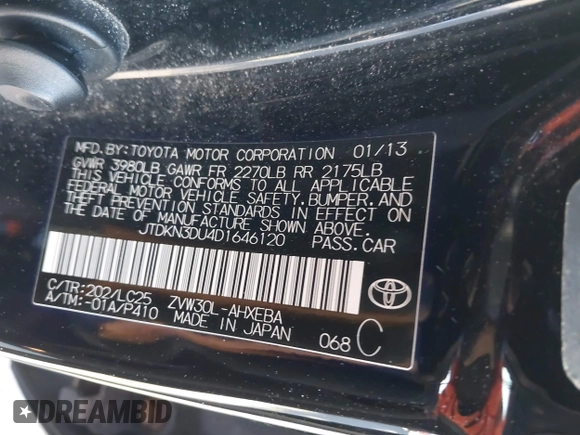 MFD.BY:TOYOTA MOTOR CORPORATION 01/13
GVWR 3980LB GAWR FR 2270LB RR 2175LB
THIS VEHICLE CONFORMS TO ALL APPLICABLE
FEDERAL MOTOR VEHICLE SAFETY,BUMPER,AND
THEFT PREVENTION STANDARDS IN EFFECT ON
THE DATE OF MANUFACTURE SHOWN ABOVE.
JTDKN3DU4D1646120 PASS.CAR
C/TR:202/LC25 ZVW30L-AHXEBA
A/TM:-01A/P410 MADE IN JAPAN 068 C
DREAMBID